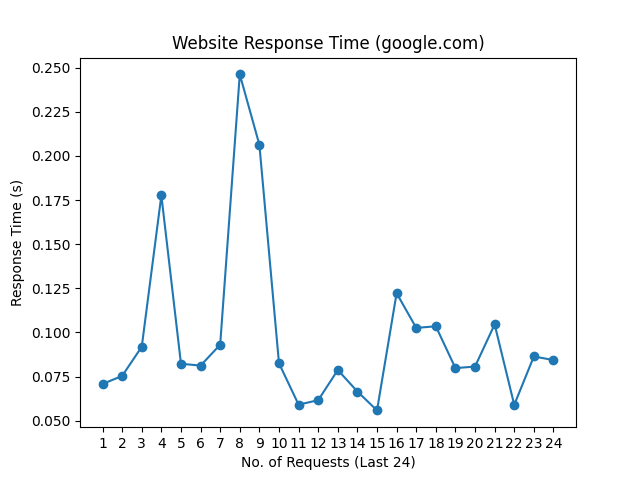 Website Response Time (google.com)
0.250
0.225
0.200
0.175
0.150
0.125
0.100
0.075
0.050
Response Time (s)
1 2 3 4 5 6 7 8 9 10 11 12 13 14 15 16 17 18 19 20 21 22 23 24
No. of Requests (Last 24)